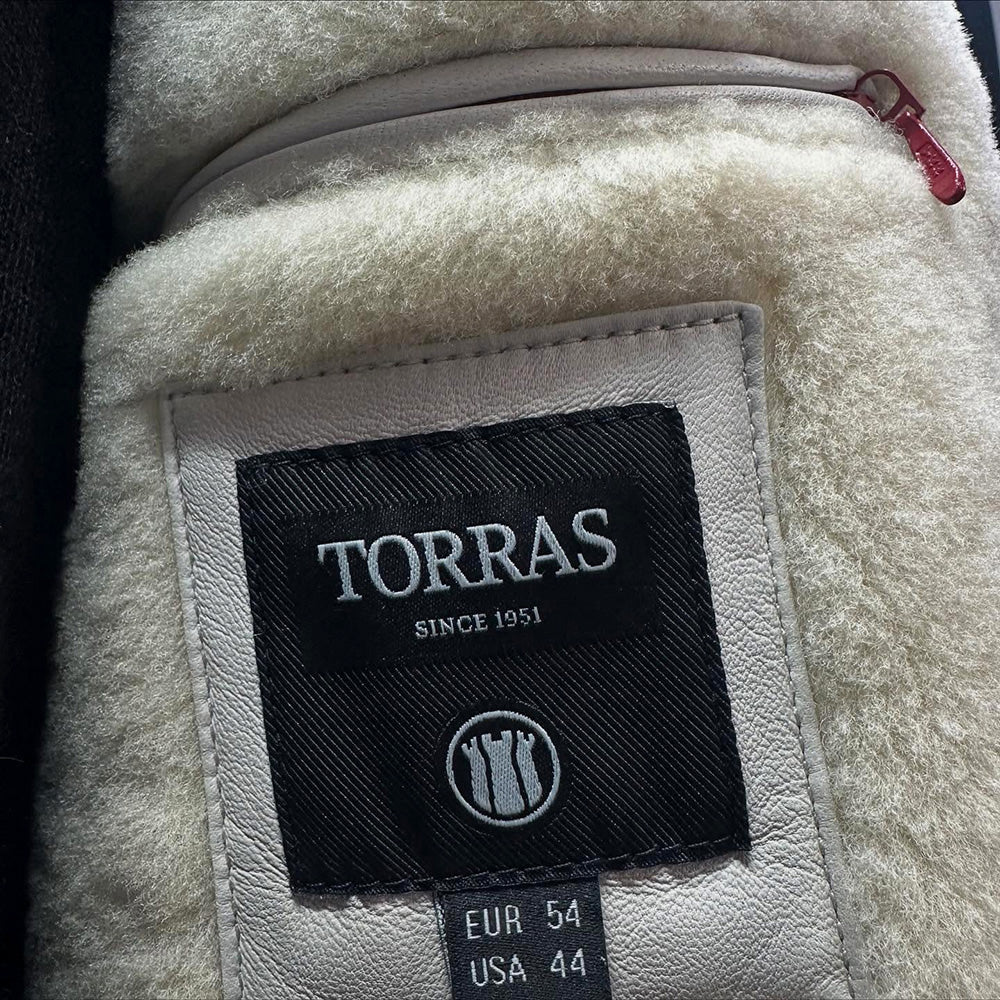 TORRAS
SINCE 1951
EUR 54
USA 44